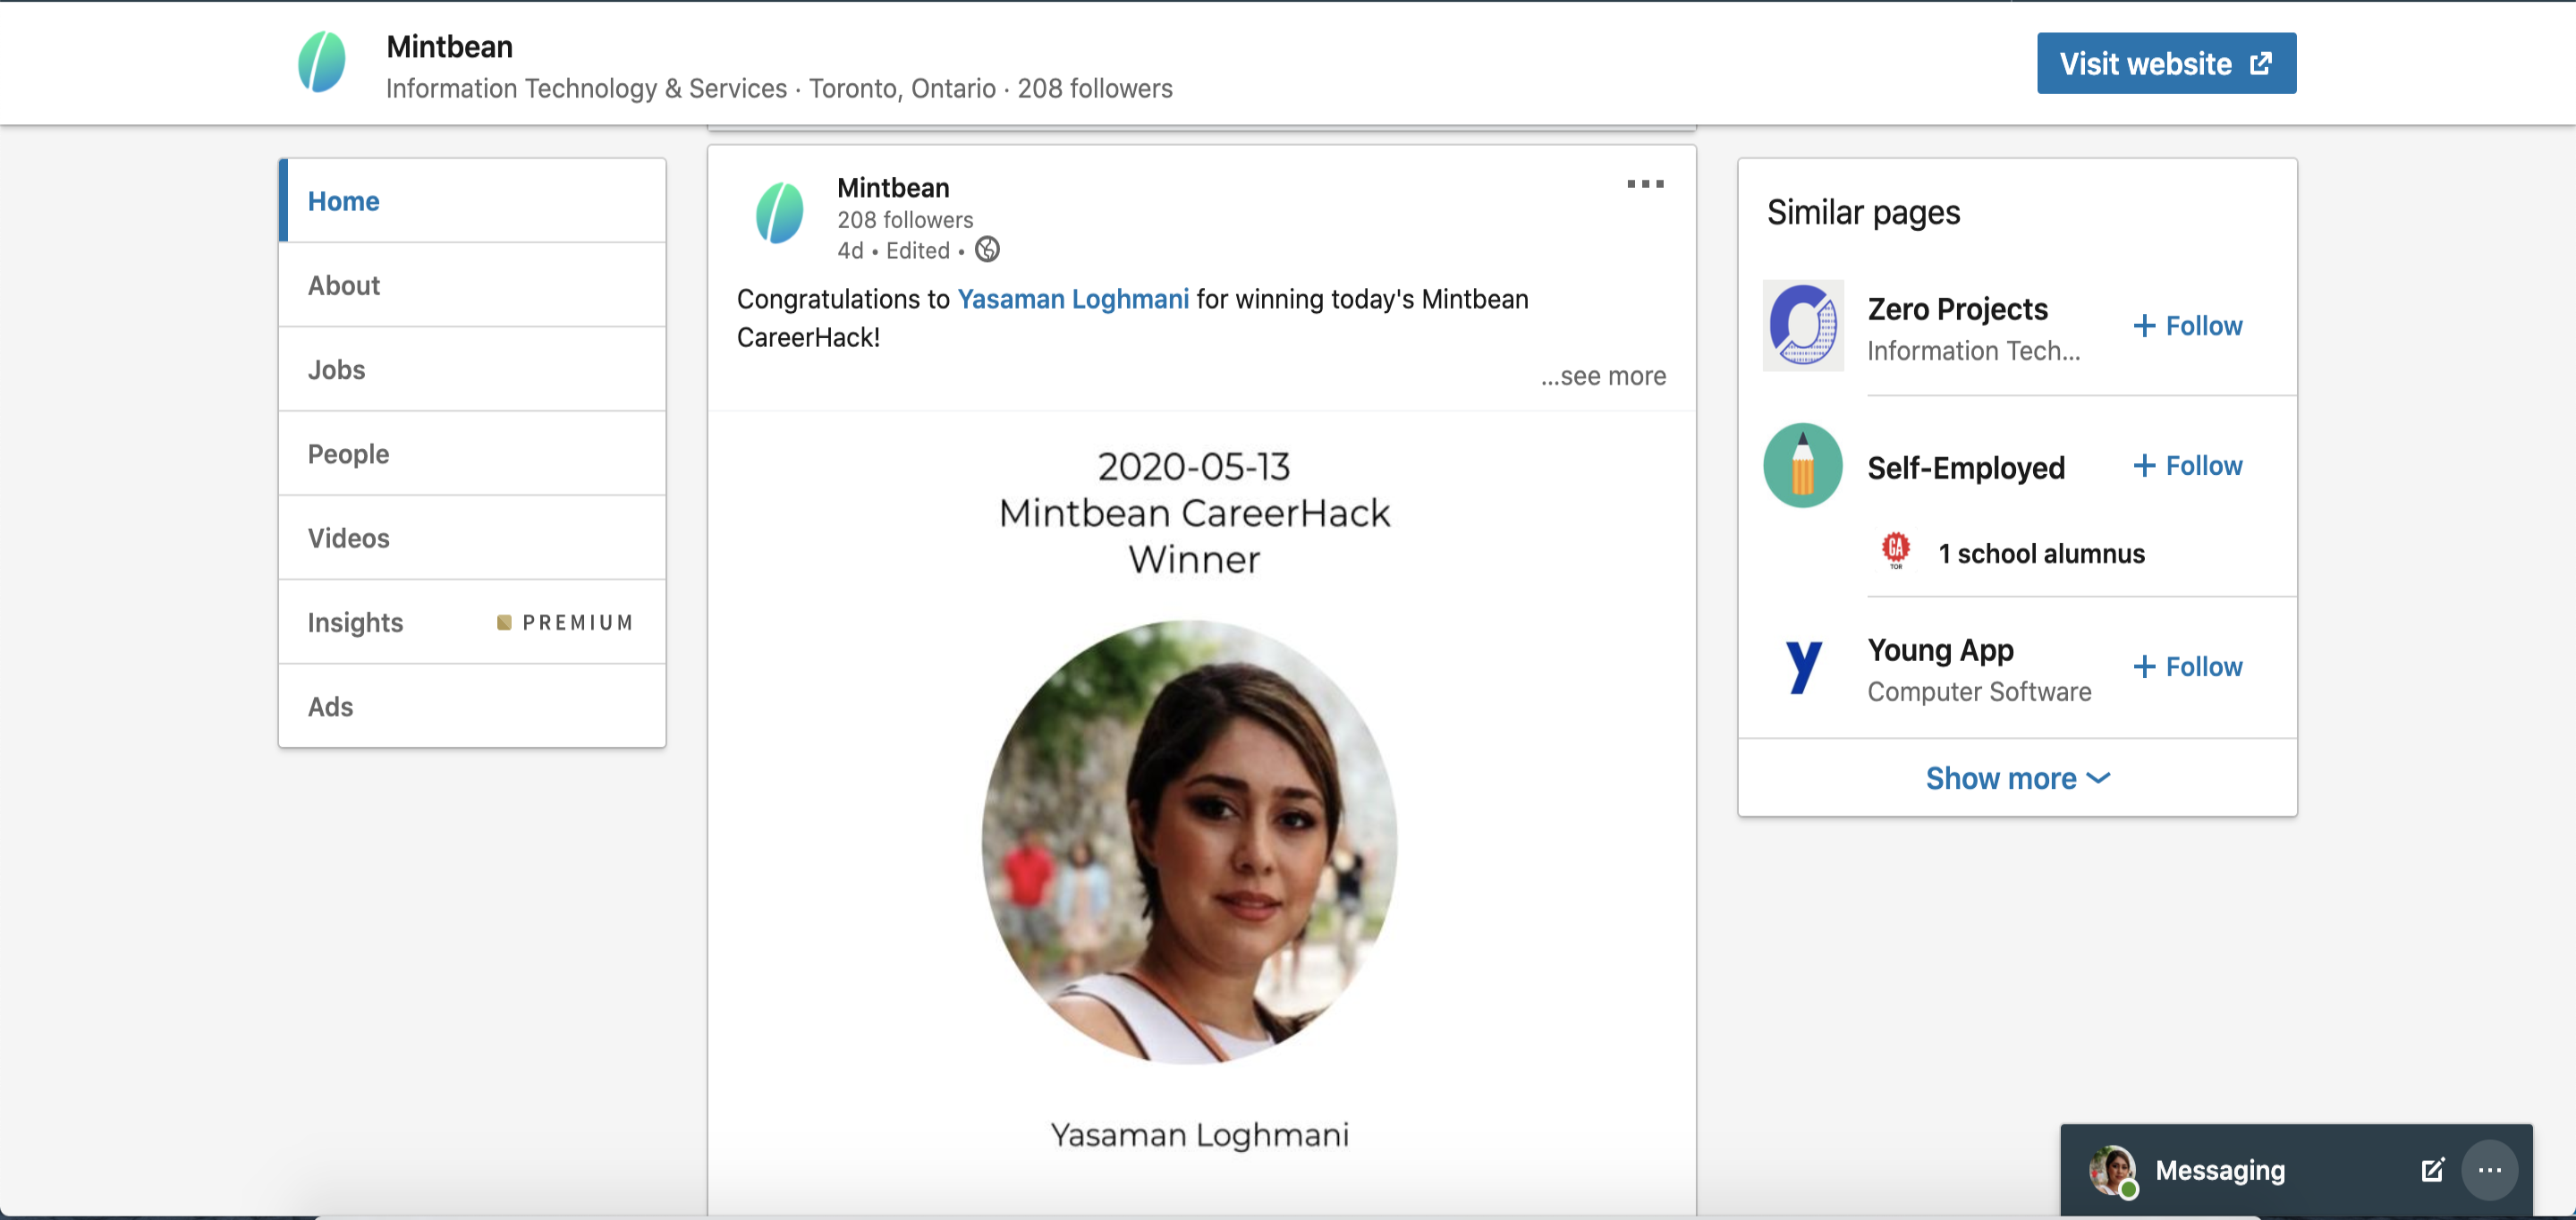 Mintbean
Information Technology & Services · Toronto, Ontario · 208 followers
Visit website
Home
About
Jobs
People
Videos
Insights
PREMIUM
Ads
Mintbean
208 followers
4d • Edited •
Congratulations to Yasaman Loghmani for winning today's Mintbean
CareerHack!
...see more
2020-05-13
Mintbean CareerHack
Winner
Yasaman Loghmani
Similar pages
Zero Projects
Information Tech...
+ Follow
Self-Employed
+ Follow
GA
TOR
1 school alumnus
y
Young App
Computer Software
+ Follow
Show more
Messaging